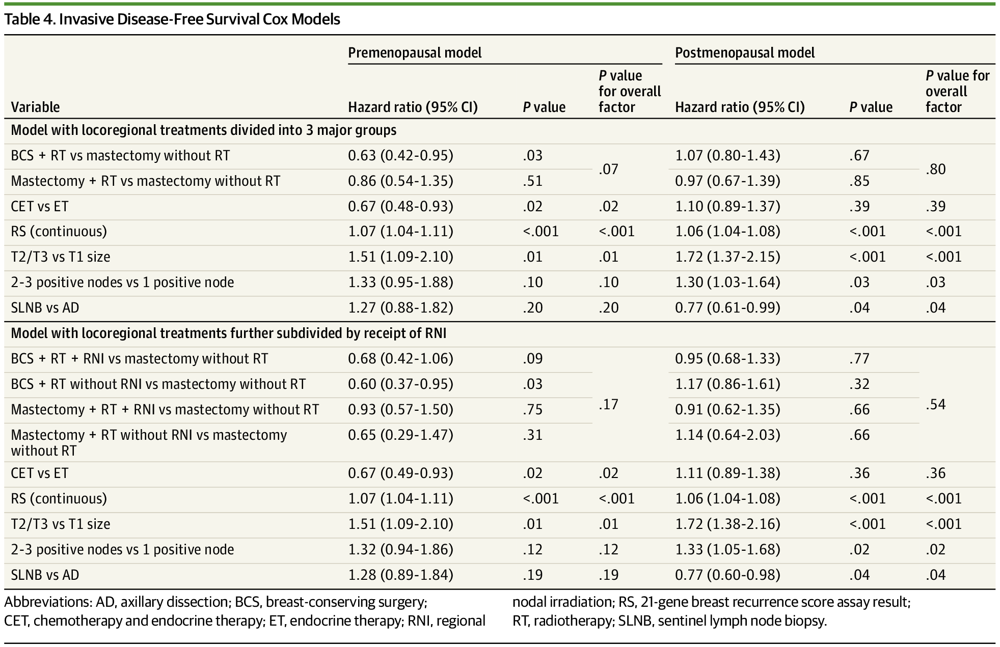 Table 4. Invasive Disease-Free Survival Cox Models
Premenopausal model Postmenopausal model
Variable Hazard ratio (95% CI) P value P value for overall factor Hazard ratio (95% CI) P value P value for overall factor
Model with locoregional treatments divided into 3 major groups
BCS + RT vs mastectomy without RT 0.63 (0.42-0.95) .03 .07 1.07 (0.80-1.43) .67 .80
Mastectomy + RT vs mastectomy without RT 0.86 (0.54-1.35) .51 0.97 (0.67-1.39) .85
CET vs ET 0.67 (0.48-0.93) .02 .02 1.10 (0.89-1.37) .39 .39
RS (continuous) 1.07 (1.04-1.11) <.001 <.001 1.06 (1.04-1.08) <.001 <.001
T2/T3 vs T1 size 1.51 (1.09-2.10) .01 .01 1.72 (1.37-2.15) <.001 <.001
2-3 positive nodes vs 1 positive node 1.33 (0.95-1.88) .10 .10 1.30 (1.03-1.64) .03 .03
SLNB vs AD 1.27 (0.88-1.82) .20 .20 0.77 (0.61-0.99) .04 .04
Model with locoregional treatments further subdivided by receipt of RNI
BCS + RT + RNI vs mastectomy without RT 0.68 (0.42-1.06) .09 .17 0.95 (0.68-1.33) .77 .54
BCS + RT without RNI vs mastectomy without RT 0.60 (0.37-0.95) .03 1.17 (0.86-1.61) .32
Mastectomy + RT + RNI vs mastectomy without RT 0.93 (0.57-1.50) .75 0.91 (0.62-1.35) .66
Mastectomy + RT without RNI vs mastectomy 0.65 (0.29-1.47) .31 1.14 (0.64-2.03) .66
without RT
CET vs ET 0.67 (0.49-0.93) .02 .02 1.11 (0.89-1.38) .36 .36
RS (continuous) 1.07 (1.04-1.11) <.001 <.001 1.06 (1.04-1.08) <.001 <.001
T2/T3 vs T1 size 1.51 (1.09-2.10) .01 .01 1.72 (1.38-2.16) <.001 <.001
2-3 positive nodes vs 1 positive node 1.32 (0.94-1.86) .12 .12 1.33 (1.05-1.68) .02 .02
SLNB vs AD 1.28 (0.89-1.84) .19 .19 0.77 (0.60-0.98) .04 .04
Abbreviations: AD, axillary dissection; BCS, breast-conserving surgery;
CET, chemotherapy and endocrine therapy; ET, endocrine therapy; RNI, regional
nodal irradiation; RS, 21-gene breast recurrence score assay result;
RT, radiotherapy; SLNB, sentinel lymph node biopsy.